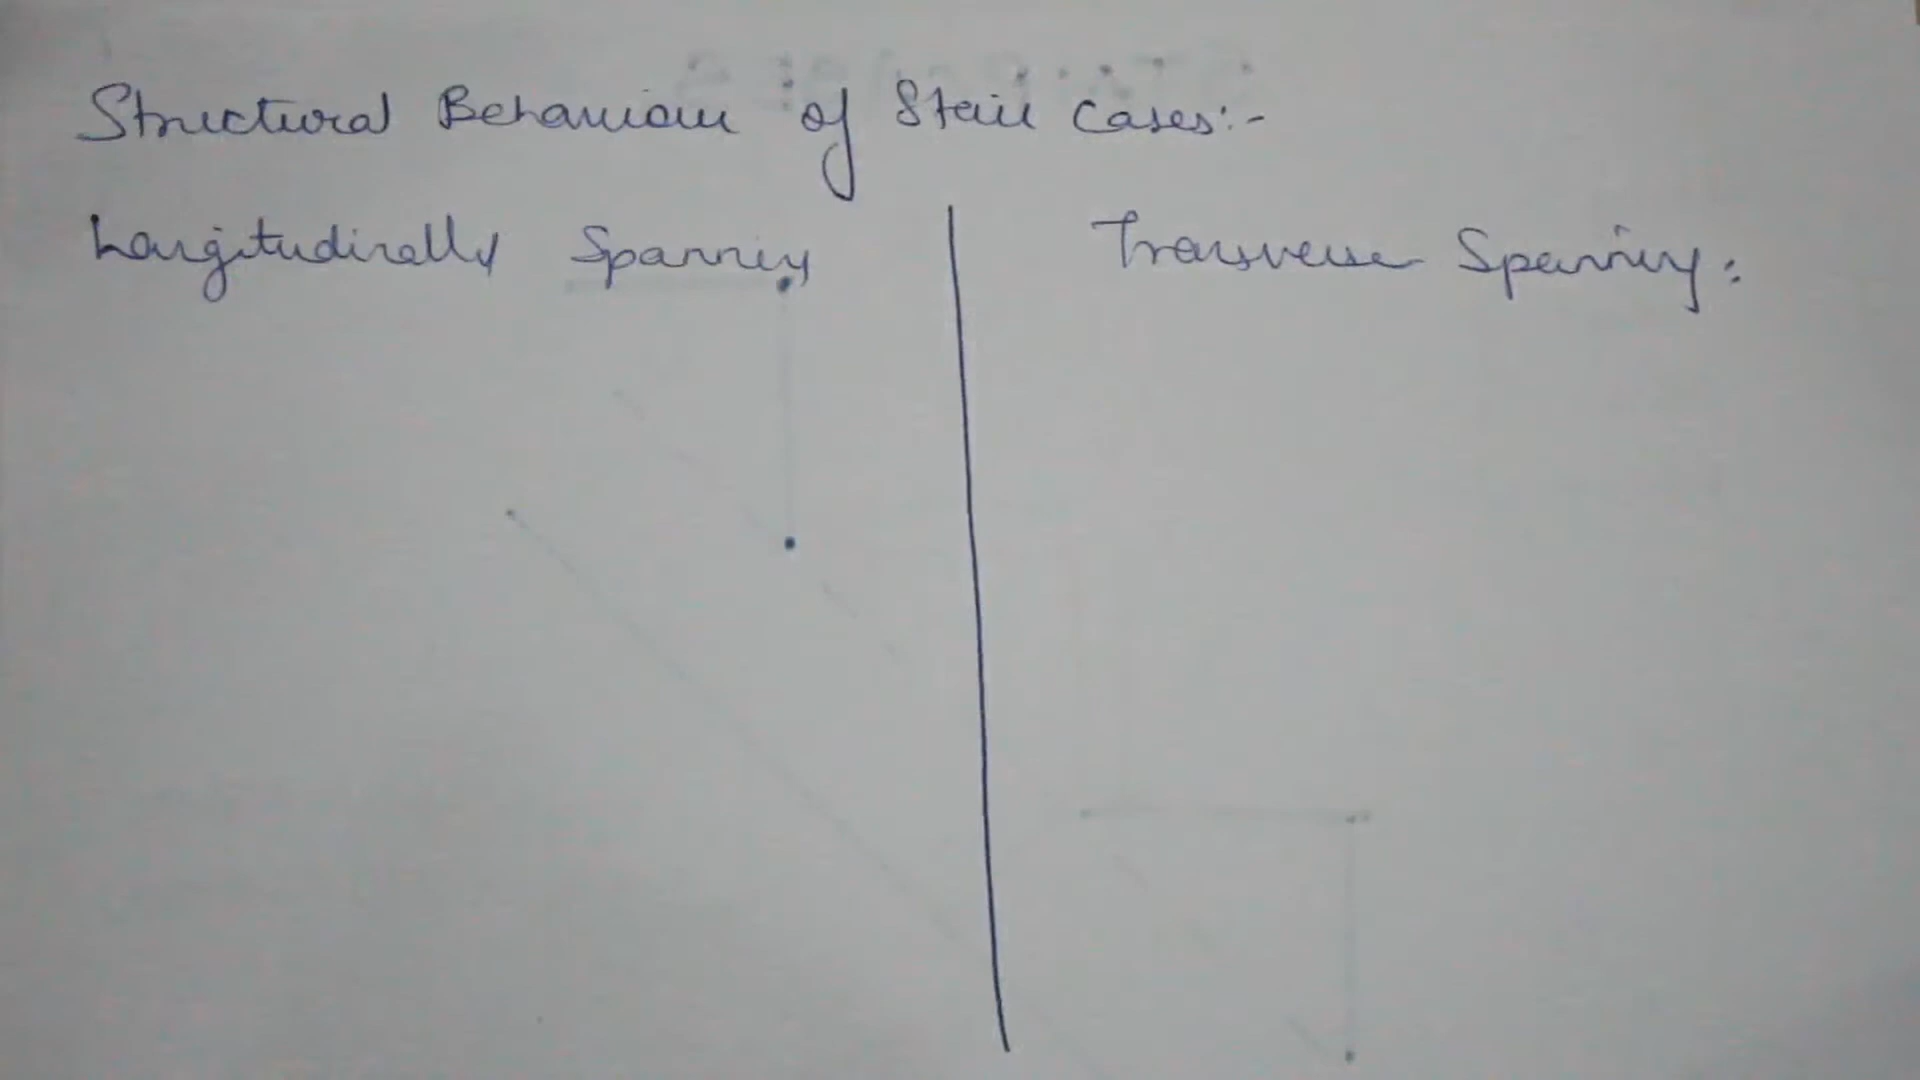 Structural Behaviour of Stair Cases:-
Longitudinally Spanning
Transverse Spanning: